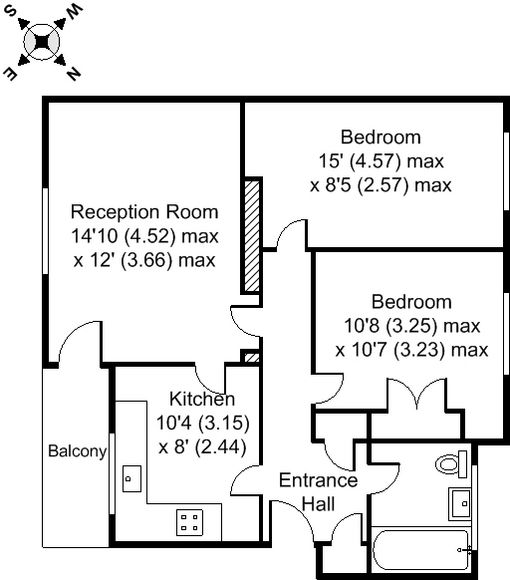 S
W
E
N
Bedroom
15' (4.57) max
x 8'5 (2.57) max
Reception Room
14'10 (4.52) max
x 12' (3.66) max
Bedroom
10'8 (3.25) max
x 10'7 (3.23) max
Kitchen
10'4 (3.15)
x 8' (2.44)
Balcony
Entrance
Hall